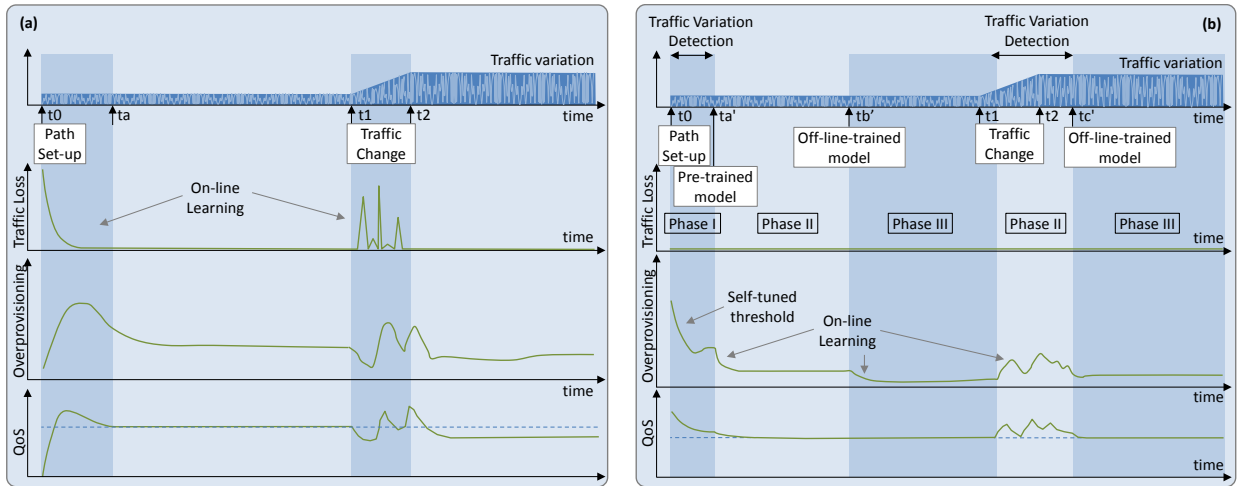 (a)
Traffic variation
t0
ta
t1
t2
time
Path
Set-up
Traffic
Change
Traffic Loss
On-line
Learning
time
Overprovisioning
time
QoS
time
Traffic Variation
Detection
Traffic Variation
Detection
(b)
Traffic variation
t0
ta'
tb’
t1
t2
tc'
time
Path
Set-up
Pre-trained
model
Off-line-trained
model
Traffic
Change
Off-line-trained
model
Traffic Loss
Phase I
Phase II
Phase III
Phase II
Phase III
time
Overprovisioning
Self-tuned
threshold
On-line
Learning
time
QoS
time